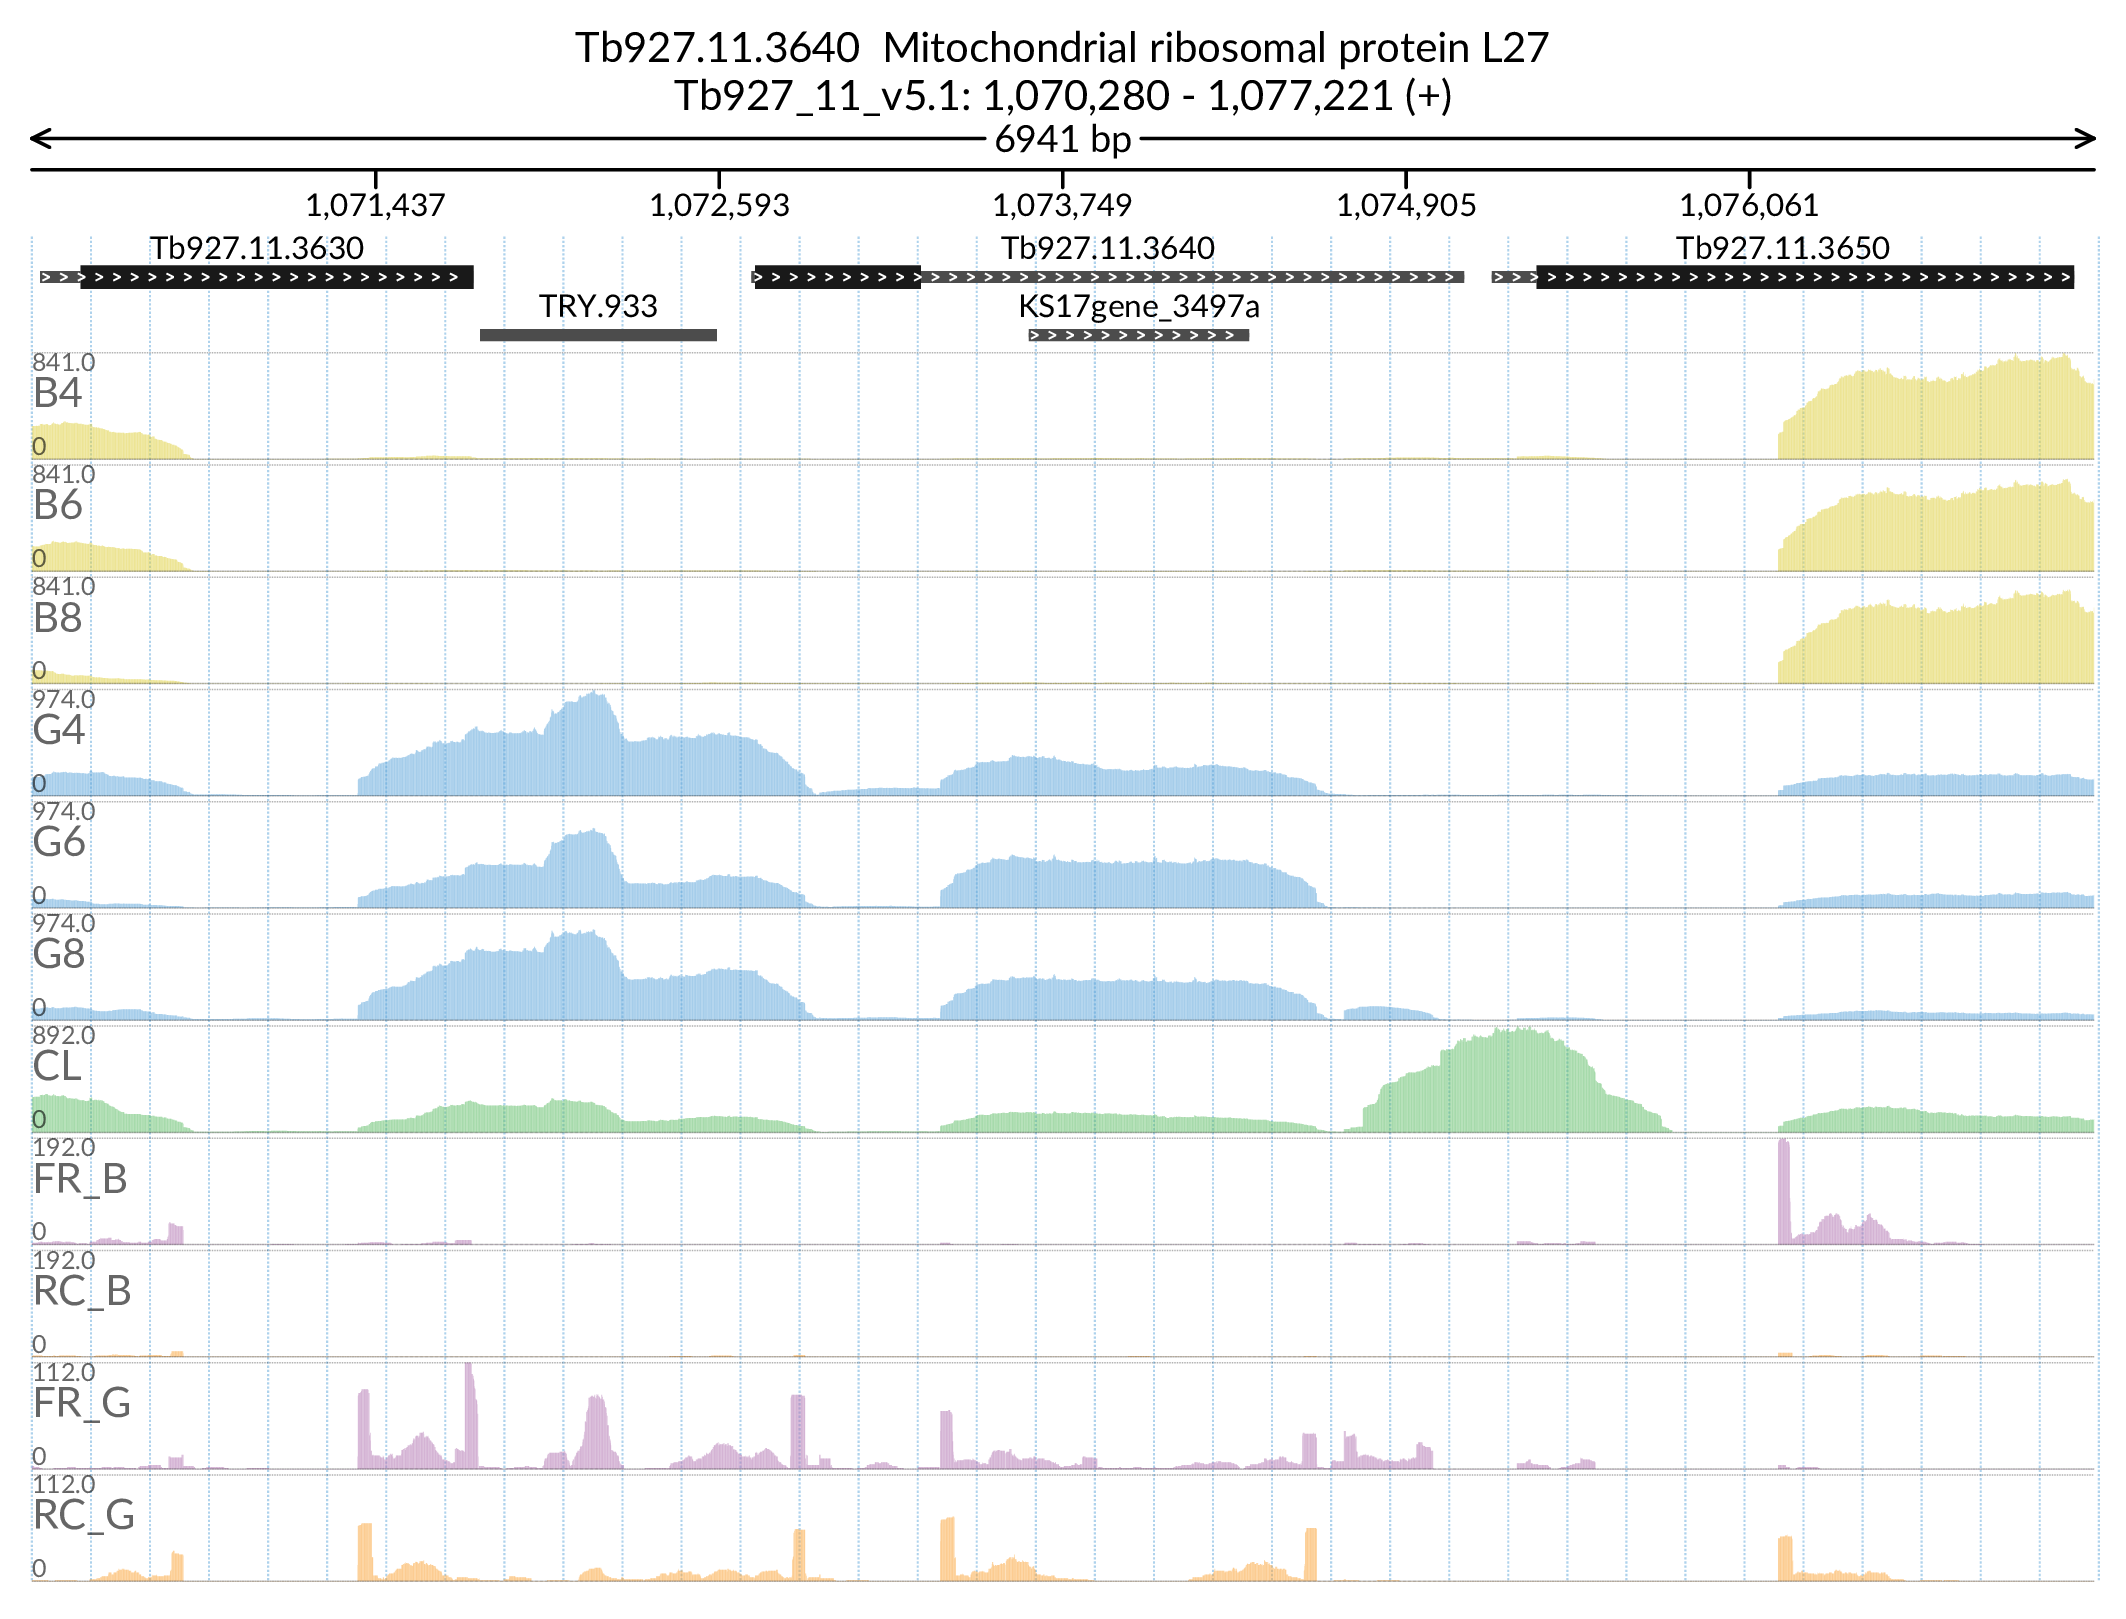 Tb927.11.3640  Mitochondrial ribosomal protein L27
Tb927_11_v5.1: 1,070,280 - 1,077,221 (+)
6941 bp
1,071,437 1,072,593 1,073,749 1,074,905 1,076,061
Tb927.11.3630 Tb927.11.3640 Tb927.11.3650
TRY.933 KS17gene_3497a
841.0
B4
0
841.0
B6
0
841.0
B8
0
974.0
G4
0
974.0
G6
0
974.0
G8
0
892.0
CL
0
192.0
FR_B
0
192.0
RC_B
0
112.0
FR_G
0
112.0
RC_G
0